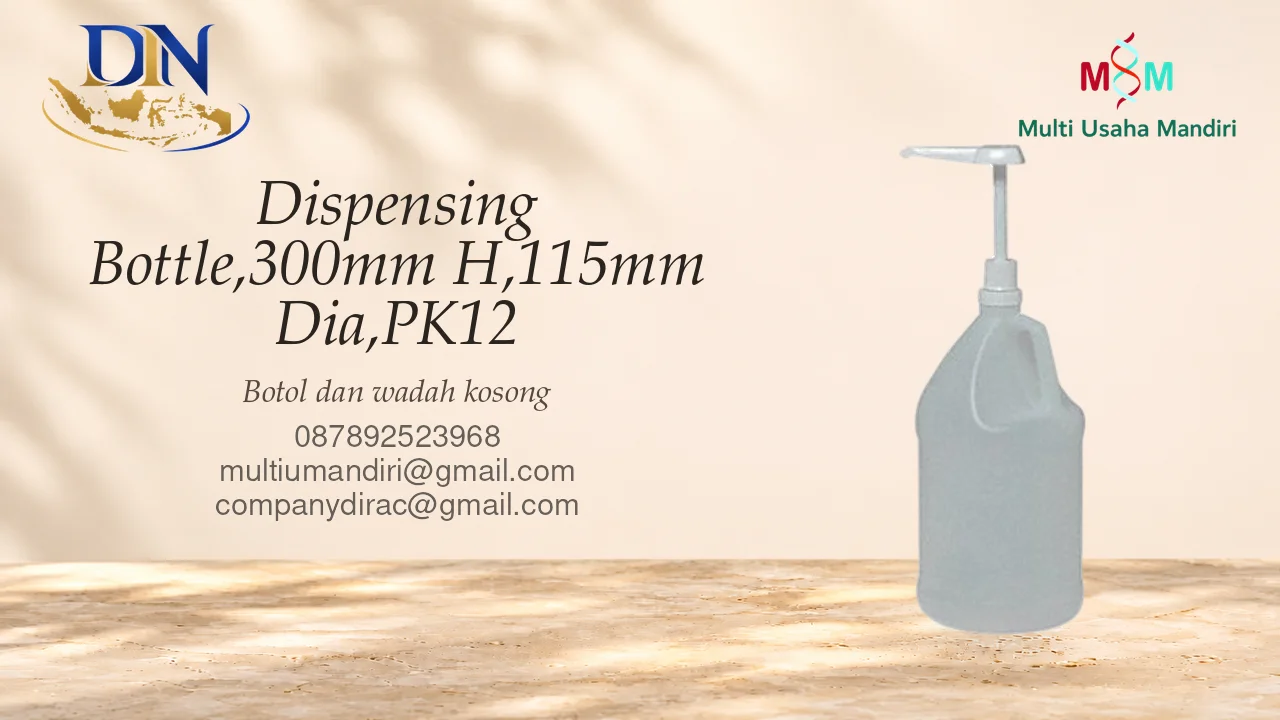 DIN
MSM
Multi Usaha Mandiri
Dispensing
Bottle,300mm H,115mm
Dia,PK12
Botol dan wadah kosong
087892523968
multiumandiri@gmail.com
companydirac@gmail.com